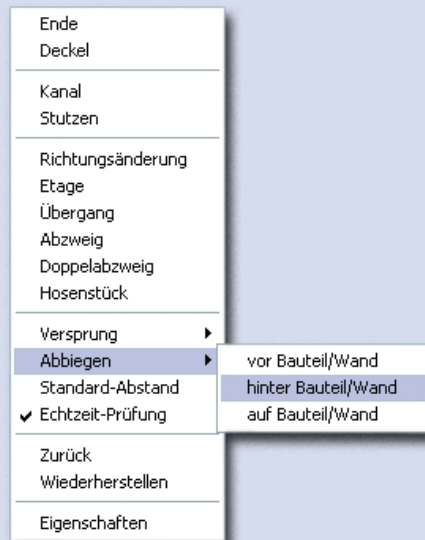 Ende
Deckel
Kanal
Stutzen
Richtungsänderung
Etage
Übergang
Abzweig
Doppelabzweig
Hosenstück
Versprung
Abbiegen
vor Bauteil/Wand
hinter Bauteil/Wand
auf Bauteil/Wand
Standard-Abstand
Echtzeit-Prüfung
Zurück
Wiederherstellen
Eigenschaften